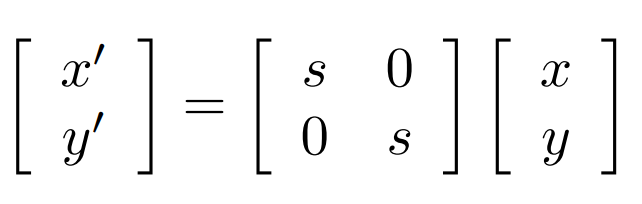 [ x′ ] = [ s 0 ] [ x ]
[ y′ ] [ 0 s ] [ y ]